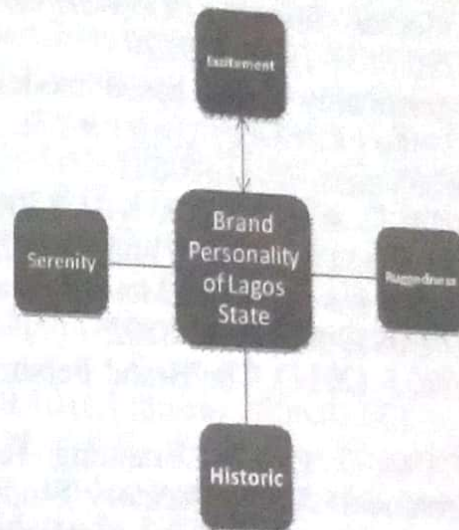 Excitement
Brand
Personality
of Lagos
State
Serenity
Ruggedness
Historic